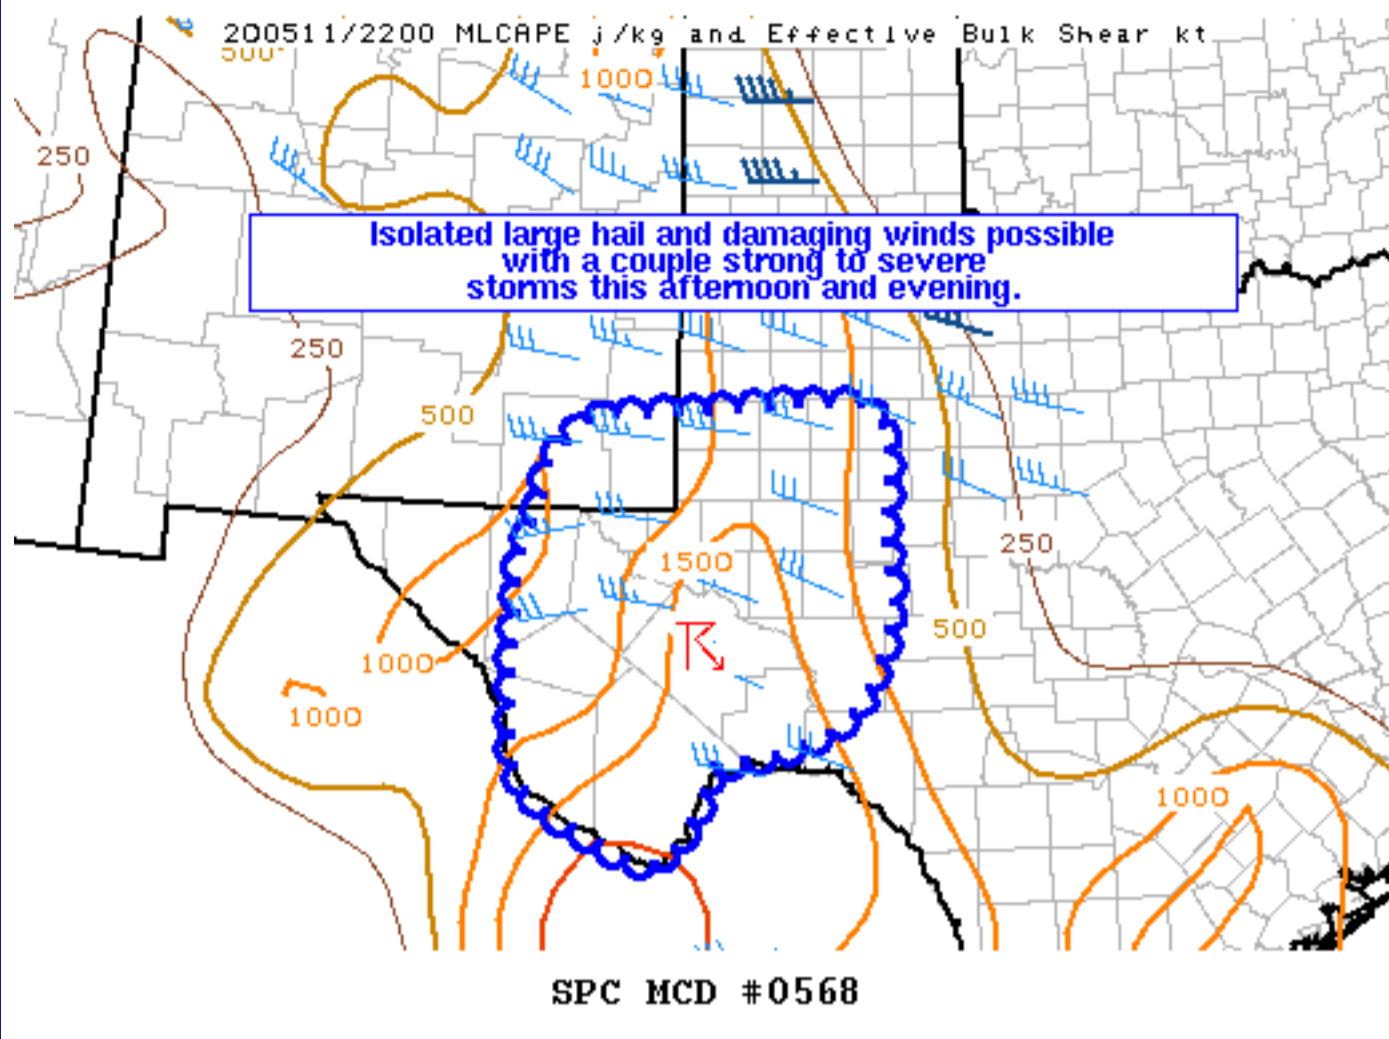 200511/2200 MLCAPE j/kg and Effective Bulk Shear kt
500
1000
250
Isolated large hail and damaging winds possible
with a couple strong to severe
storms this afternoon and evening.
250
500
250
1500
500
1000
1000
1000
SPC MCD #0568